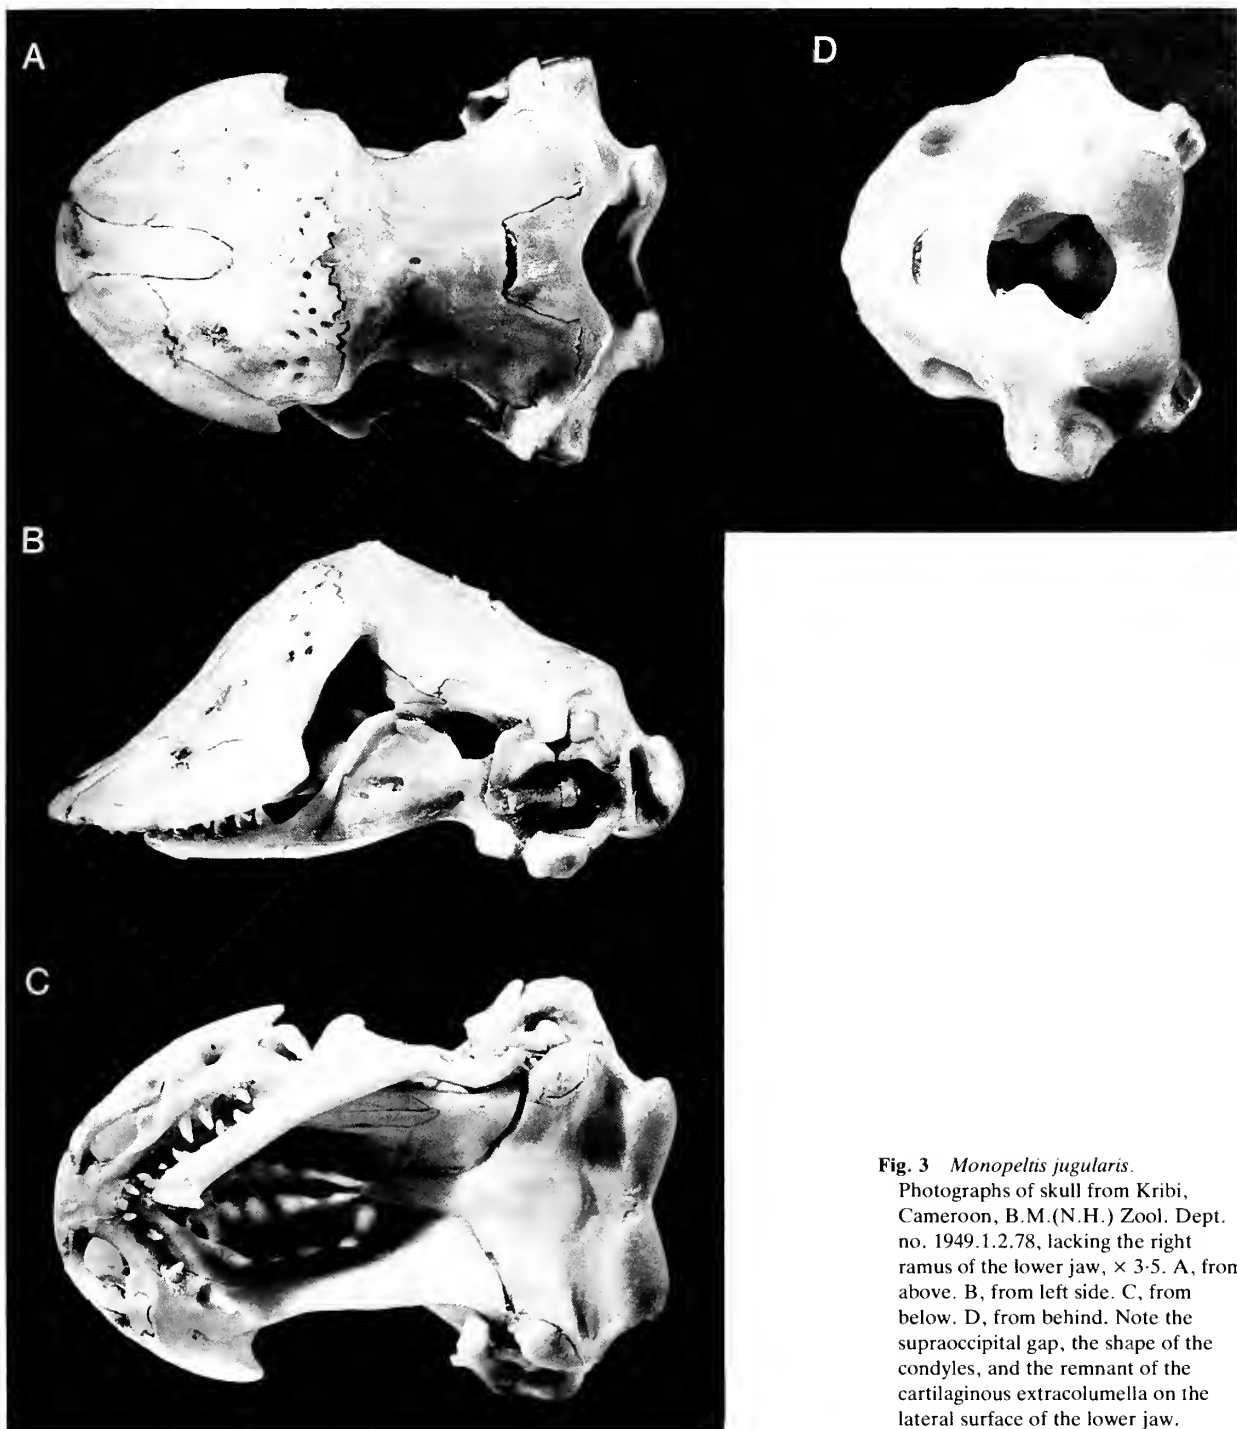 A
D
B
C
Fig. 3 Monopeltis jugularis.
Photographs of skull from Kribi,
Cameroon, B.M.(N.H.) Zool. Dept.
no. 1949.1.2.78, lacking the right
ramus of the lower jaw, × 3·5. A, from
above. B, from left side. C, from
below. D, from behind. Note the
supraoccipital gap, the shape of the
condyles, and the remnant of the
cartilaginous extracolumella on the
lateral surface of the lower jaw.